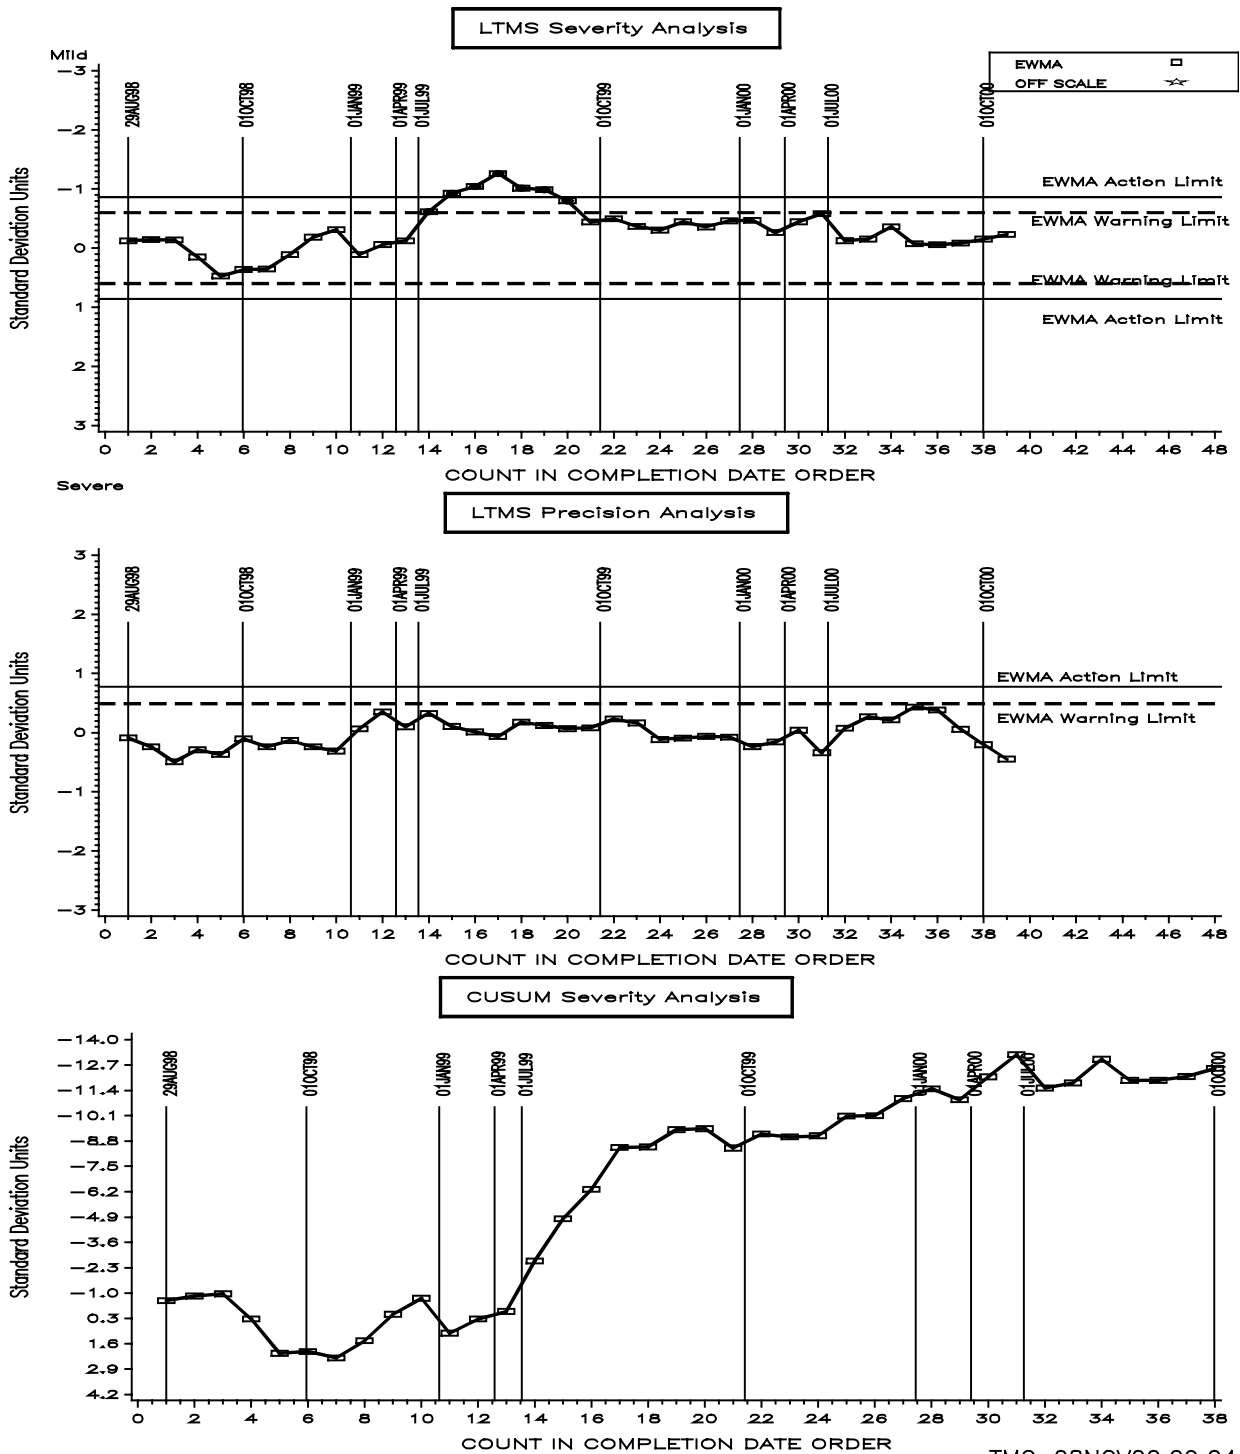 LTMS Severity Analysis
Mild
EWMA
OFF SCALE
29AUG98 01OCT98 01JAN99 01APR99 01JUL99 01OCT99 01JAN00 01APR00 01JUL00 01OCT00
Standard Deviation Units
-3
-2
-1
0
1
2
3
EWMA Action Limit
EWMA Warning Limit
EWMA Warning Limit
EWMA Action Limit
0 2 4 6 8 10 12 14 16 18 20 22 24 26 28 30 32 34 36 38 40 42 44 46 48
COUNT IN COMPLETION DATE ORDER
Severe
LTMS Precision Analysis
29AUG98 01OCT98 01JAN99 01APR99 01JUL99 01OCT99 01JAN00 01APR00 01JUL00 01OCT00
Standard Deviation Units
3
2
1
0
-1
-2
-3
EWMA Action Limit
EWMA Warning Limit
0 2 4 6 8 10 12 14 16 18 20 22 24 26 28 30 32 34 36 38 40 42 44 46 48
COUNT IN COMPLETION DATE ORDER
CUSUM Severity Analysis
29AUG98 01OCT98 01JAN99 01APR99 01JUL99 01OCT99 01JAN00 01APR00 01JUL00 01OCT00
Standard Deviation Units
-14.0
-12.7
-11.4
-10.1
-8.8
-7.5
-6.2
-4.9
-3.6
-2.3
-1.0
0.3
1.6
2.9
4.2
0 2 4 6 8 10 12 14 16 18 20 22 24 26 28 30 32 34 36 38
COUNT IN COMPLETION DATE ORDER